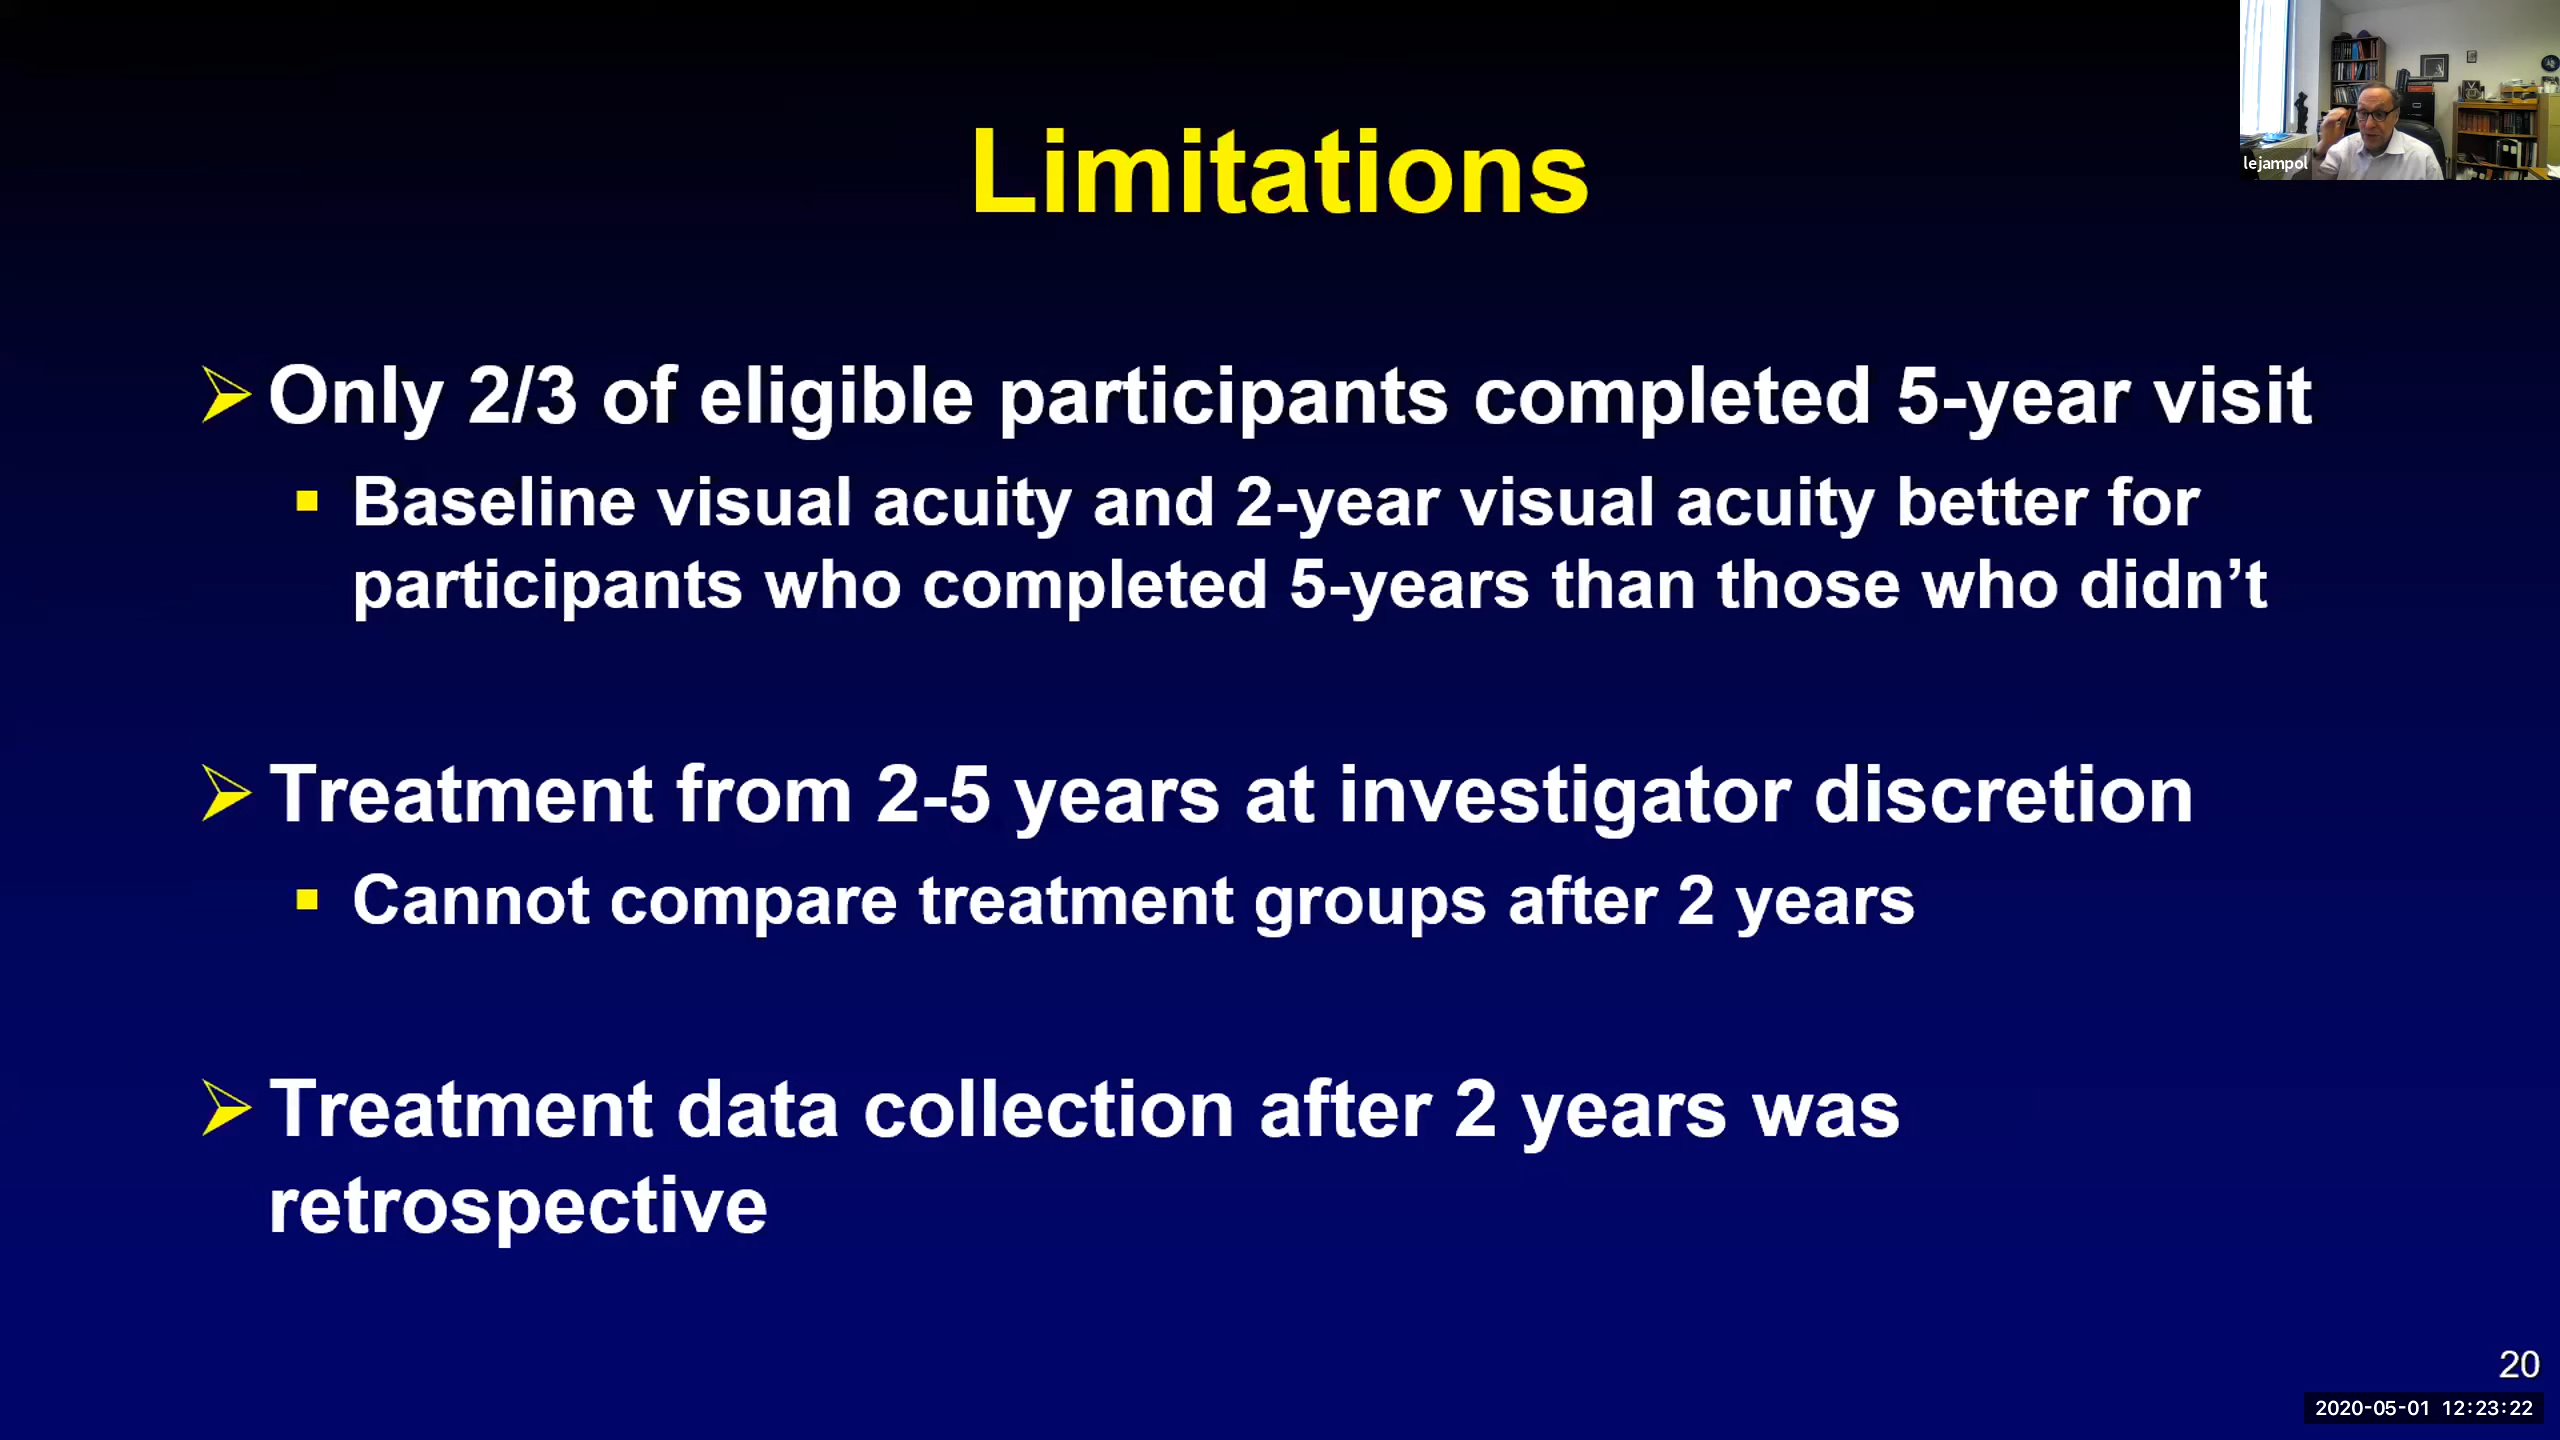 Limitations
lejampol
Only 2/3 of eligible participants completed 5-year visit
Baseline visual acuity and 2-year visual acuity better for
participants who completed 5-years than those who didn’t
Treatment from 2-5 years at investigator discretion
Cannot compare treatment groups after 2 years
Treatment data collection after 2 years was
retrospective
20
2020-05-01 12:23:22